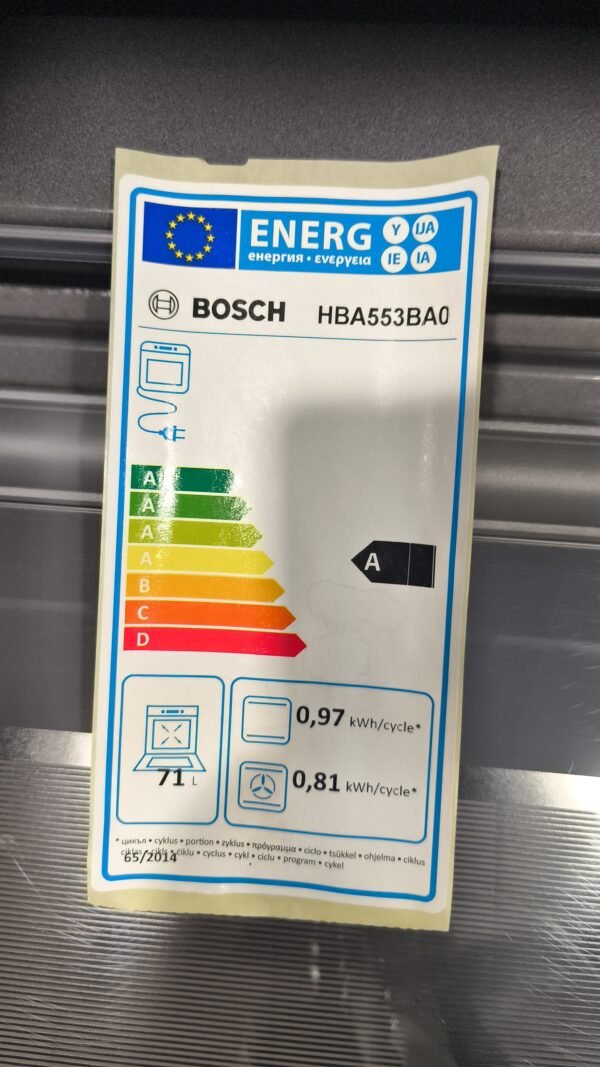 ENERG Y IJA
енергия • ενεργεια IE IA
BOSCH HBA553BA0
A
A
A
A
A
B
C
D
71 L
0,97 kWh/cycle*
0,81 kWh/cycle*
* цикъл • cyklus • portion • zyklus • πρόγραμμα • ciclo • tsükkel • ohjelma • ciklus
ciklas • cikls • ċiklu • cyclus • cykl • ciclu • program • cykel
65/2014